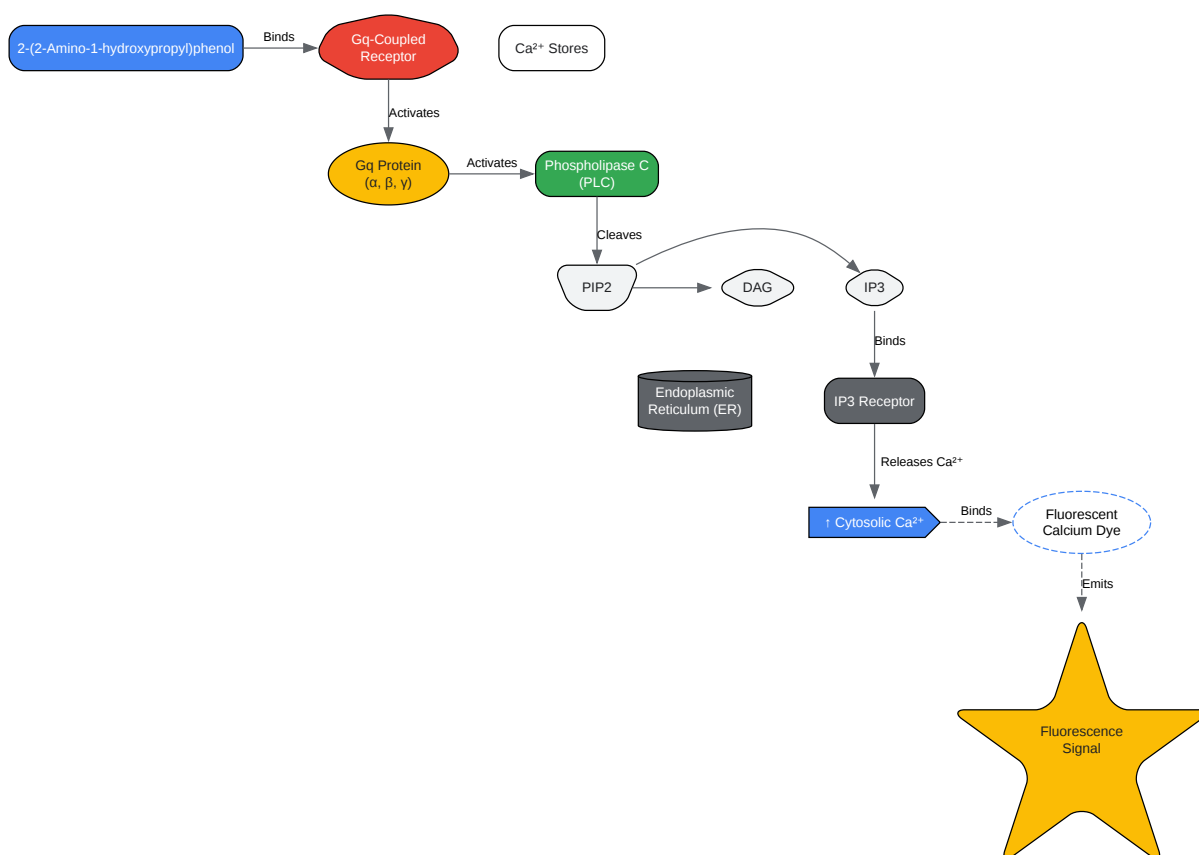 2-(2-Amino-1-hydroxypropyl)phenol
Binds
Gq-Coupled
Receptor
Ca²⁺ Stores
Activates
Gq Protein
(α, β, γ)
Activates
Phospholipase C
(PLC)
Cleaves
PIP2
DAG
IP3
Binds
Endoplasmic
Reticulum (ER)
IP3 Receptor
Releases Ca²⁺
↑ Cytosolic Ca²⁺
Binds
Fluorescent
Calcium Dye
Emits
Fluorescence
Signal